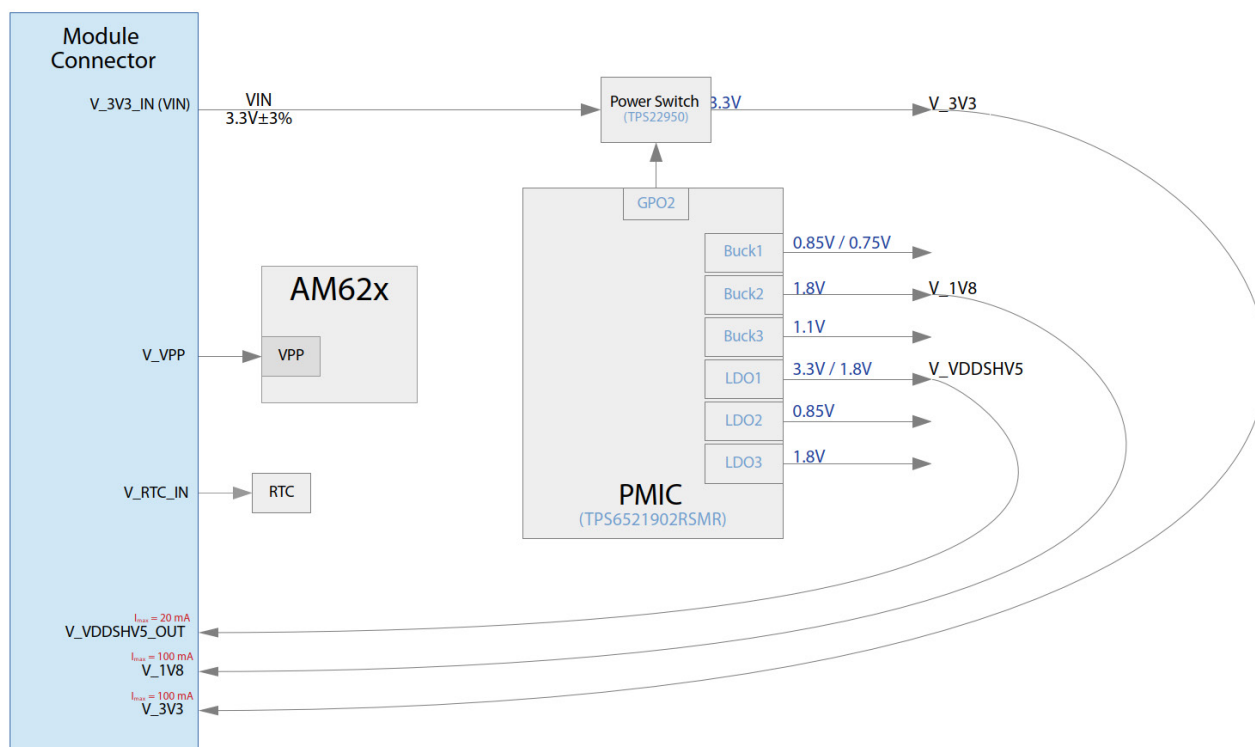 Module
Connector
V_3V3_IN (VIN)
VIN
3.3V±3%
Power Switch
(TPS22950)
3.3V
V_3V3
GPO2
Buck1
0.85V / 0.75V
AM62x
Buck2
1.8V
V_1V8
Buck3
1.1V
V_VPP
VPP
LDO1
3.3V / 1.8V
V_VDDSHV5
LDO2
0.85V
LDO3
1.8V
V_RTC_IN
RTC
PMIC
(TPS6521902RSMR)
Imax = 20 mA
V_VDDSHV5_OUT
Imax = 100 mA
V_1V8
Imax = 100 mA
V_3V3